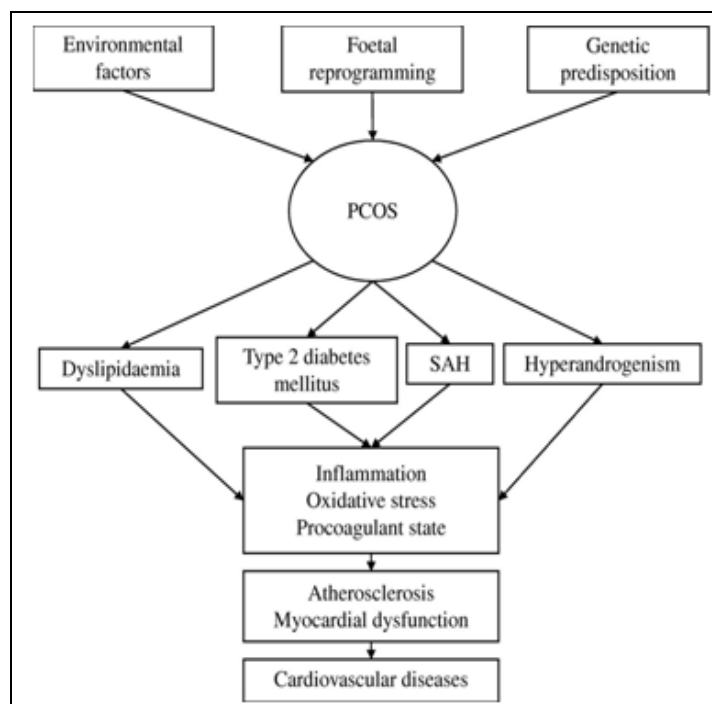 Environmental
factors
Foetal
reprogramming
Genetic
predisposition
PCOS
Dyslipidaemia
Type 2 diabetes
mellitus
SAH
Hyperandrogenism
Inflammation
Oxidative stress
Procoagulant state
Atherosclerosis
Myocardial dysfunction
Cardiovascular diseases